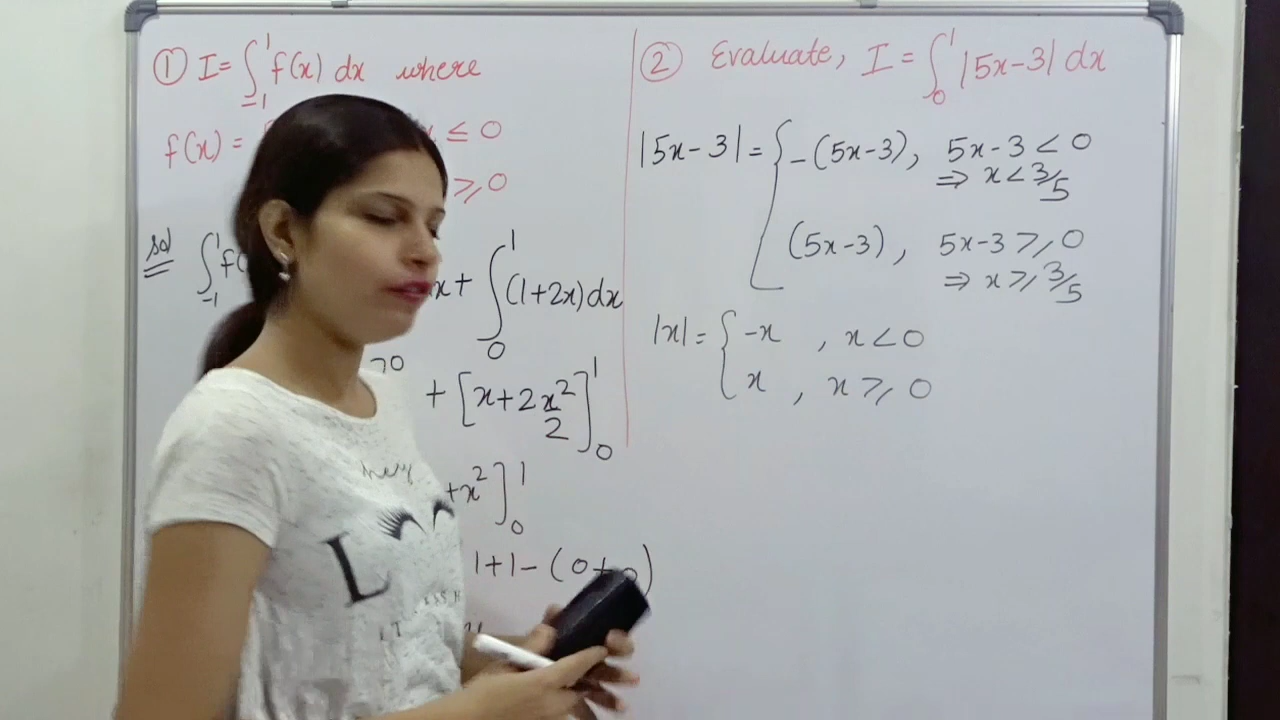 ① I = ∫₋₁¹ f(x) dx where
f(x) = ≤ 0
≥ 0
sol ∫₋₁¹ f( x + ∫₀¹ (1+2x) dx
+ [x + 2x²/2]₀¹
+x²]₀¹
1+1-(0+0)
② Evaluate, I = ∫₀¹ |5x-3| dx
|5x-3| = { -(5x-3), 5x-3 < 0
⇒ x < 3/5
(5x-3), 5x-3 ≥ 0
⇒ x ≥ 3/5
|x| = { -x , x < 0
x , x ≥ 0
hey
L